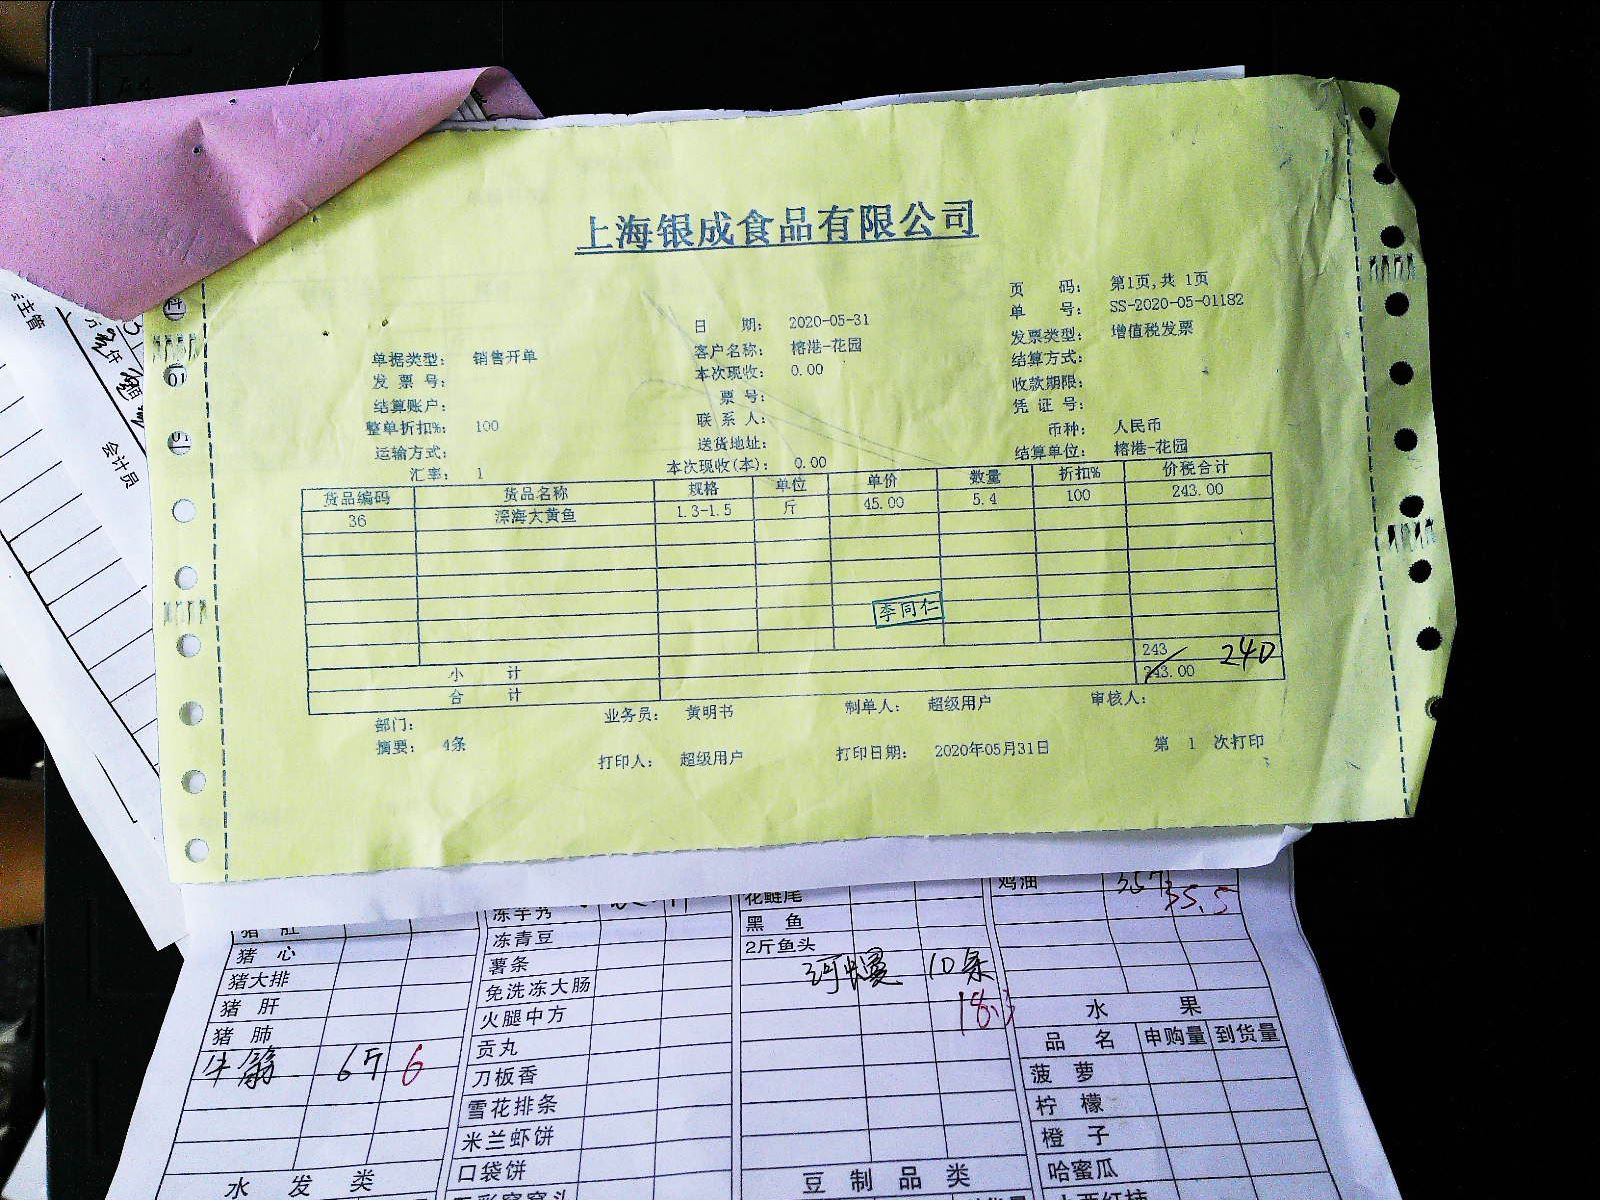 上海银成食品有限公司
页 码： 第1页,共 1页
单 号： SS-2020-05-01182
日 期： 2020-05-31
发票类型： 增值税发票
单据类型： 销售开单
客户名称： 榕港-花园
结算方式：
发 票 号：
本次现收： 0.00
收款期限：
结算账户：
票 号：
凭 证 号：
整单折扣%： 100
联 系 人：
币种： 人民币
运输方式：
送货地址：
结算单位： 榕港-花园
汇率： 1
本次现收(本)： 0.00
货品编码 货品名称 规格 单位 单价 数量 折扣% 价税合计
36 深海大黄鱼 1.3-1.5 斤 45.00 5.4 100 243.00
李同仁
小 计 243 240
合 计 243.00
部门： 业务员： 黄明书 制单人： 超级用户 审核人：
摘要： 4条 打印人： 超级用户 打印日期： 2020年05月31日 第 1 次打印
主管
会计员
猪 肚
猪 心
猪大排
猪 肝
猪 肺
6斤 6
水 发 类
冻芋艿
冻青豆
薯条
免洗冻大肠
火腿中方
贡丸
刀板香
雪花排条
米兰虾饼
口袋饼
花鲢尾
黑 鱼
2斤鱼头
河鳗 10条
豆 制 品 类
鸡油
35.5
水 果
品 名 申购量 到货量
菠 萝
柠 檬
橙 子
哈蜜瓜